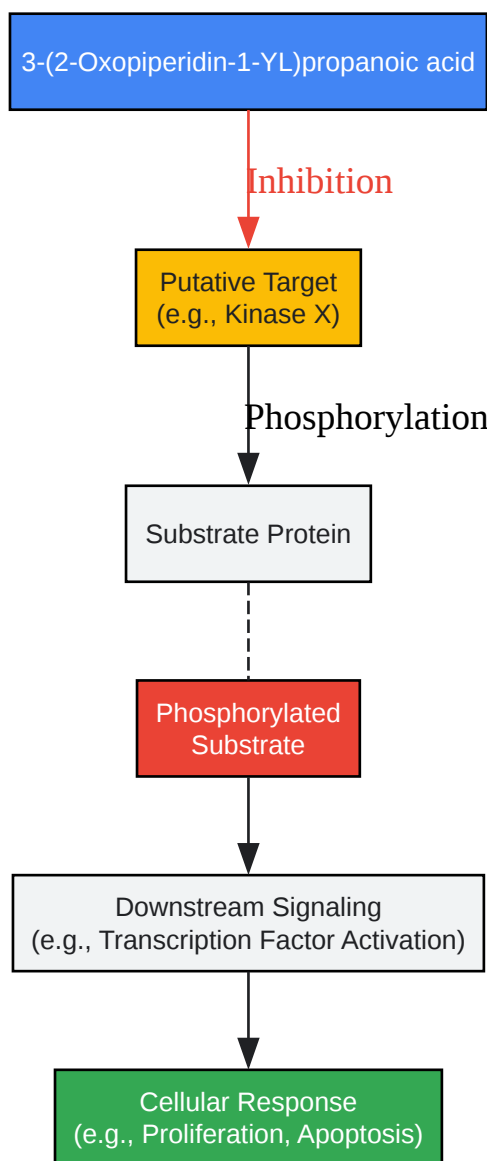 3-(2-Oxopiperidin-1-YL)propanoic acid
Inhibition
Putative Target
(e.g., Kinase X)
Phosphorylation
Substrate Protein
Phosphorylated
Substrate
Downstream Signaling
(e.g., Transcription Factor Activation)
Cellular Response
(e.g., Proliferation, Apoptosis)